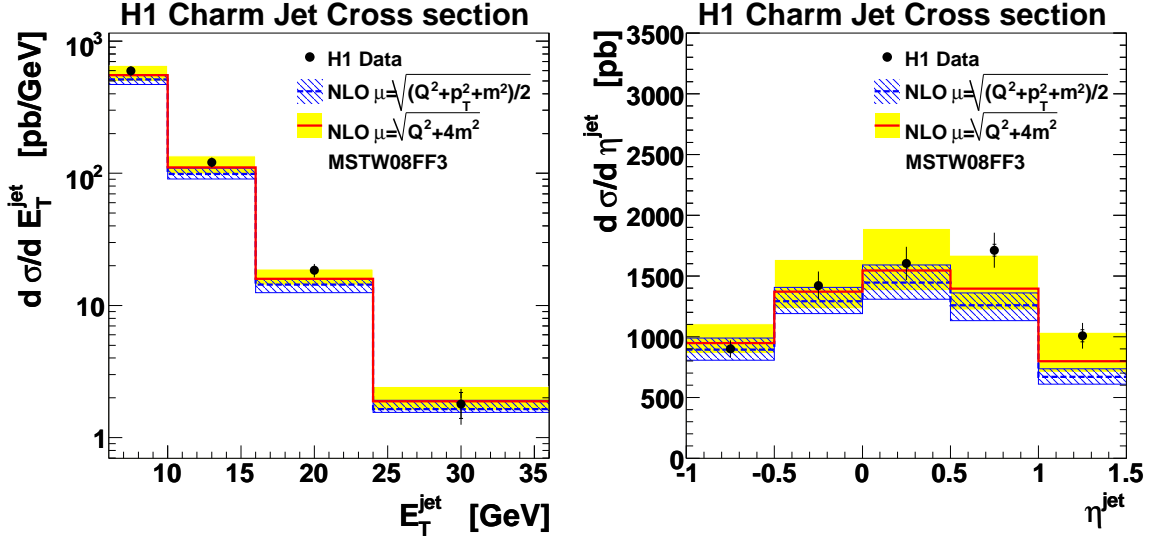 H1 Charm Jet Cross section
d σ/d E_T^jet [pb/GeV]
10³
10²
10
1
H1 Data
NLO μ=√(Q²+p_T²+m²)/2
NLO μ=√Q²+4m²
MSTW08FF3
10 15 20 25 30 35
E_T^jet [GeV]
H1 Charm Jet Cross section
d σ/d η^jet [pb]
3500
3000
2500
2000
1500
1000
500
0
H1 Data
NLO μ=√(Q²+p_T²+m²)/2
NLO μ=√Q²+4m²
MSTW08FF3
-1 -0.5 0 0.5 1 1.5
η^jet